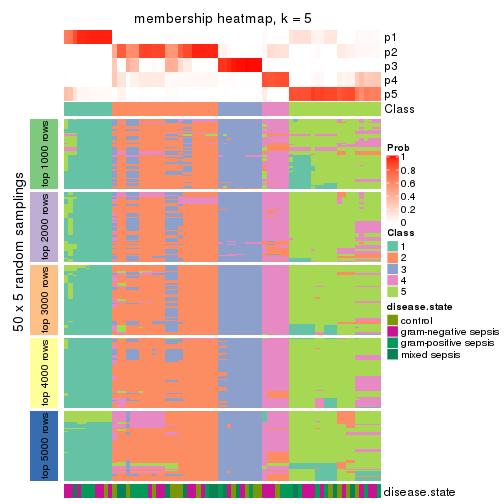 membership heatmap, k = 5
p1
p2
p3
p4
p5
Class
50 x 5 random samplings
top 1000 rows
top 2000 rows
top 3000 rows
top 4000 rows
top 5000 rows
Prob
1
0.8
0.6
0.4
0.2
0
Class
1
2
3
4
5
disease.state
control
gram-negative sepsis
gram-positive sepsis
mixed sepsis
disease.state